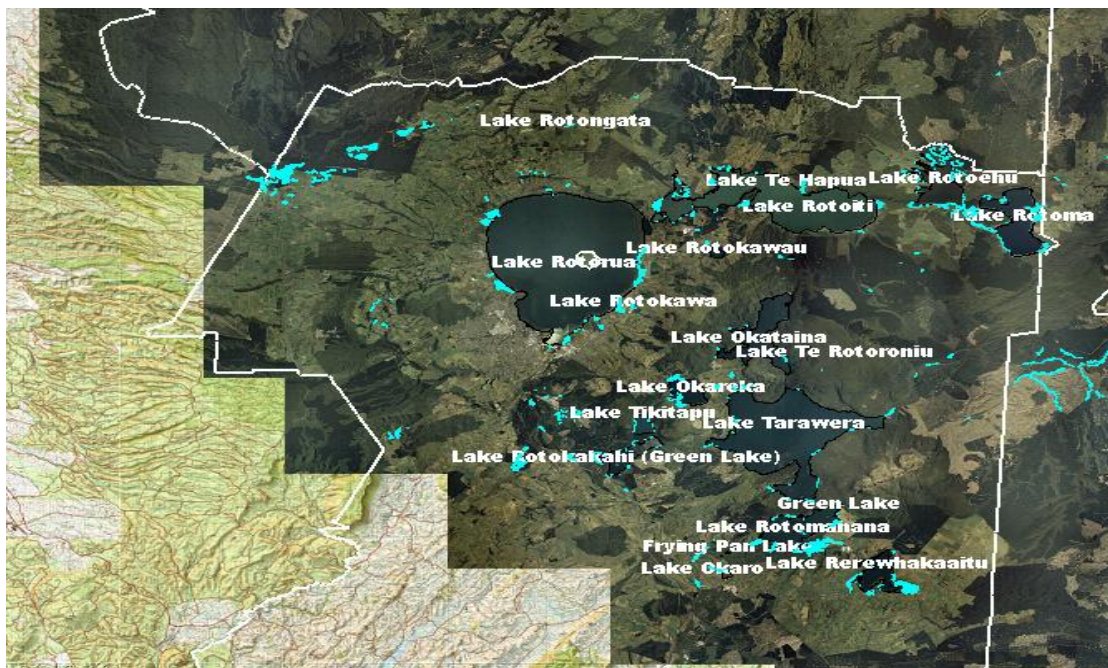 Lake Rotongata
Lake Te Hapua
Lake Rotoehu
Lake Rotoiti
Lake Rotoma
Lake Rotokawau
Lake Rotorua
Lake Rotokawa
Lake Okataina
Lake Te Rotoroniu
Lake Okareka
Lake Tikitapu
Lake Tarawera
Lake Rotokakahi (Green Lake)
Green Lake
Lake Rotomahana
Frying Pan Lake
Lake Rerewhakaaitu
Lake Okaro